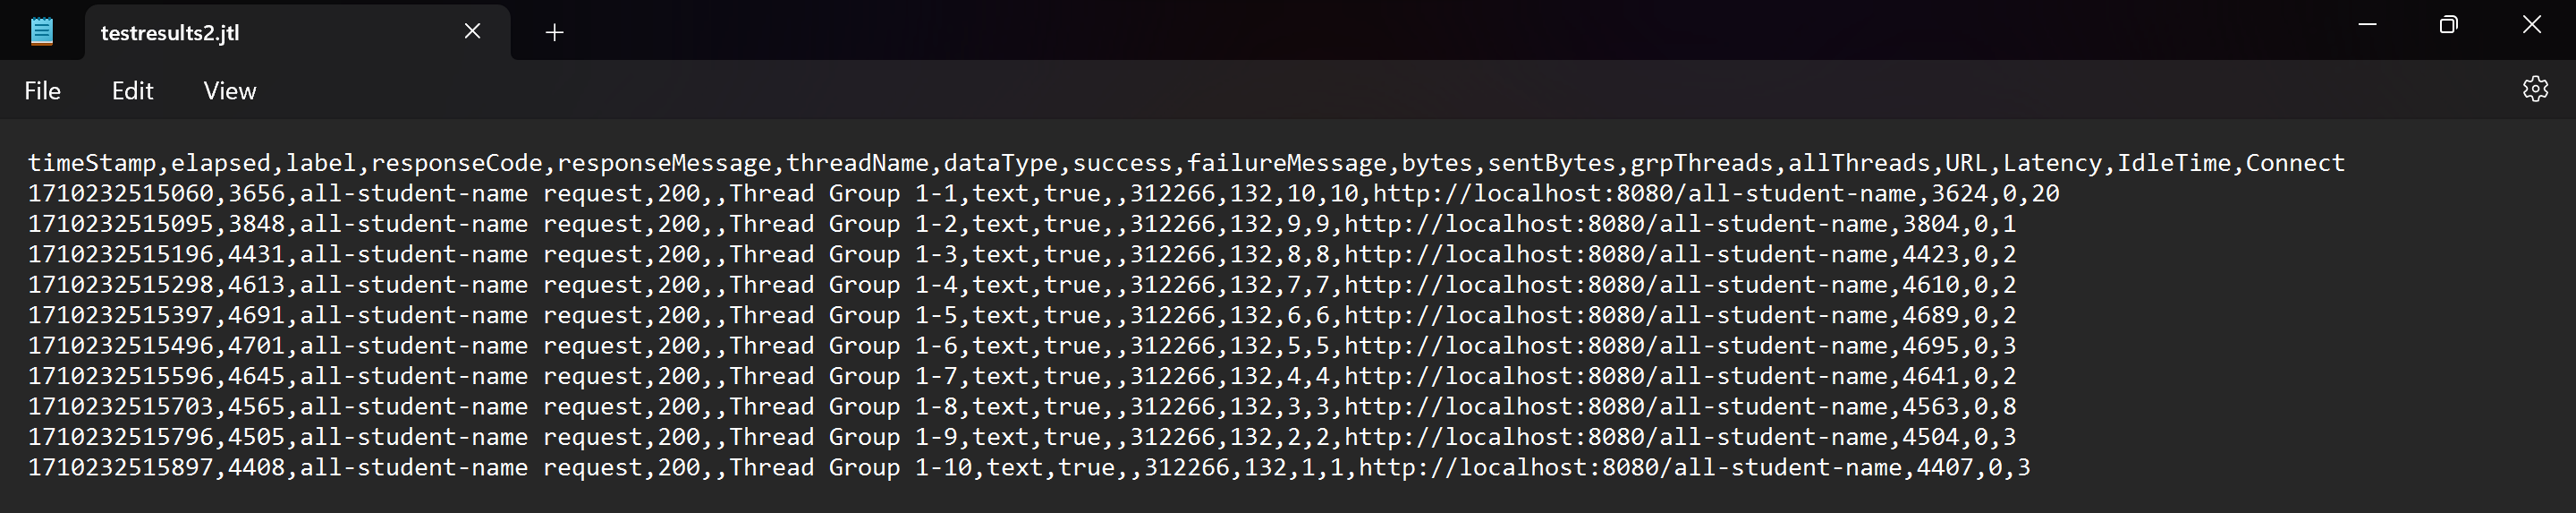 testresults2.jtl
File Edit View
timeStamp,elapsed,label,responseCode,responseMessage,threadName,dataType,success,failureMessage,bytes,sentBytes,grpThreads,allThreads,URL,Latency,IdleTime,Connect
1710232515060,3656,all-student-name request,200,,Thread Group 1-1,text,true,,312266,132,10,10,http://localhost:8080/all-student-name,3624,0,20
1710232515095,3848,all-student-name request,200,,Thread Group 1-2,text,true,,312266,132,9,9,http://localhost:8080/all-student-name,3804,0,1
1710232515196,4431,all-student-name request,200,,Thread Group 1-3,text,true,,312266,132,8,8,http://localhost:8080/all-student-name,4423,0,2
1710232515298,4613,all-student-name request,200,,Thread Group 1-4,text,true,,312266,132,7,7,http://localhost:8080/all-student-name,4610,0,2
1710232515397,4691,all-student-name request,200,,Thread Group 1-5,text,true,,312266,132,6,6,http://localhost:8080/all-student-name,4689,0,2
1710232515496,4701,all-student-name request,200,,Thread Group 1-6,text,true,,312266,132,5,5,http://localhost:8080/all-student-name,4695,0,3
1710232515596,4645,all-student-name request,200,,Thread Group 1-7,text,true,,312266,132,4,4,http://localhost:8080/all-student-name,4641,0,2
1710232515703,4565,all-student-name request,200,,Thread Group 1-8,text,true,,312266,132,3,3,http://localhost:8080/all-student-name,4563,0,8
1710232515796,4505,all-student-name request,200,,Thread Group 1-9,text,true,,312266,132,2,2,http://localhost:8080/all-student-name,4504,0,3
1710232515897,4408,all-student-name request,200,,Thread Group 1-10,text,true,,312266,132,1,1,http://localhost:8080/all-student-name,4407,0,3